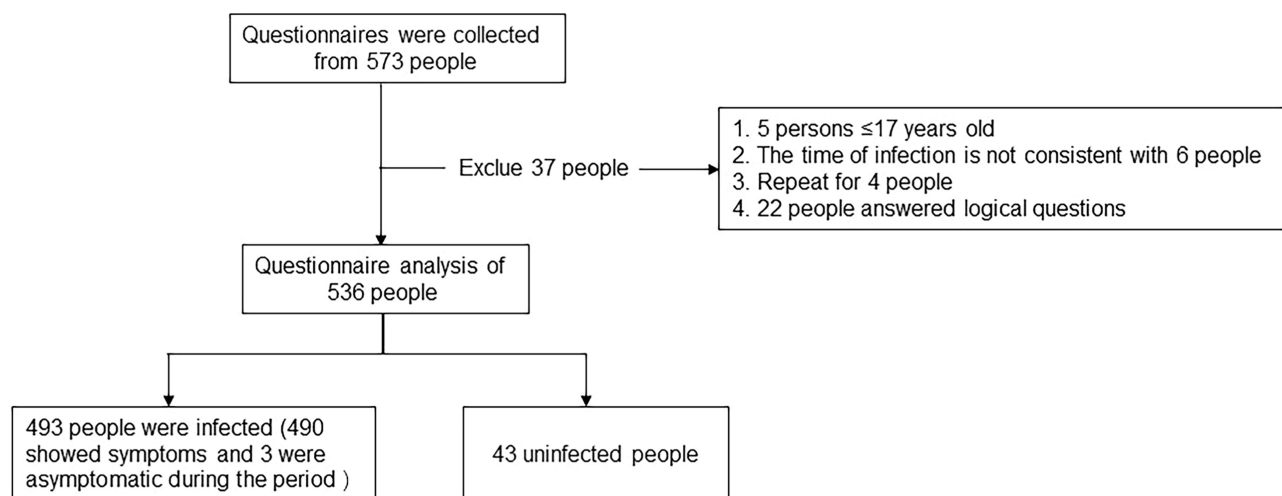 Questionnaires were collected
from 573 people
Exclue 37 people
1. 5 persons ≤17 years old
2. The time of infection is not consistent with 6 people
3. Repeat for 4 people
4. 22 people answered logical questions
Questionnaire analysis of
536 people
493 people were infected (490
showed symptoms and 3 were
asymptomatic during the period )
43 uninfected people